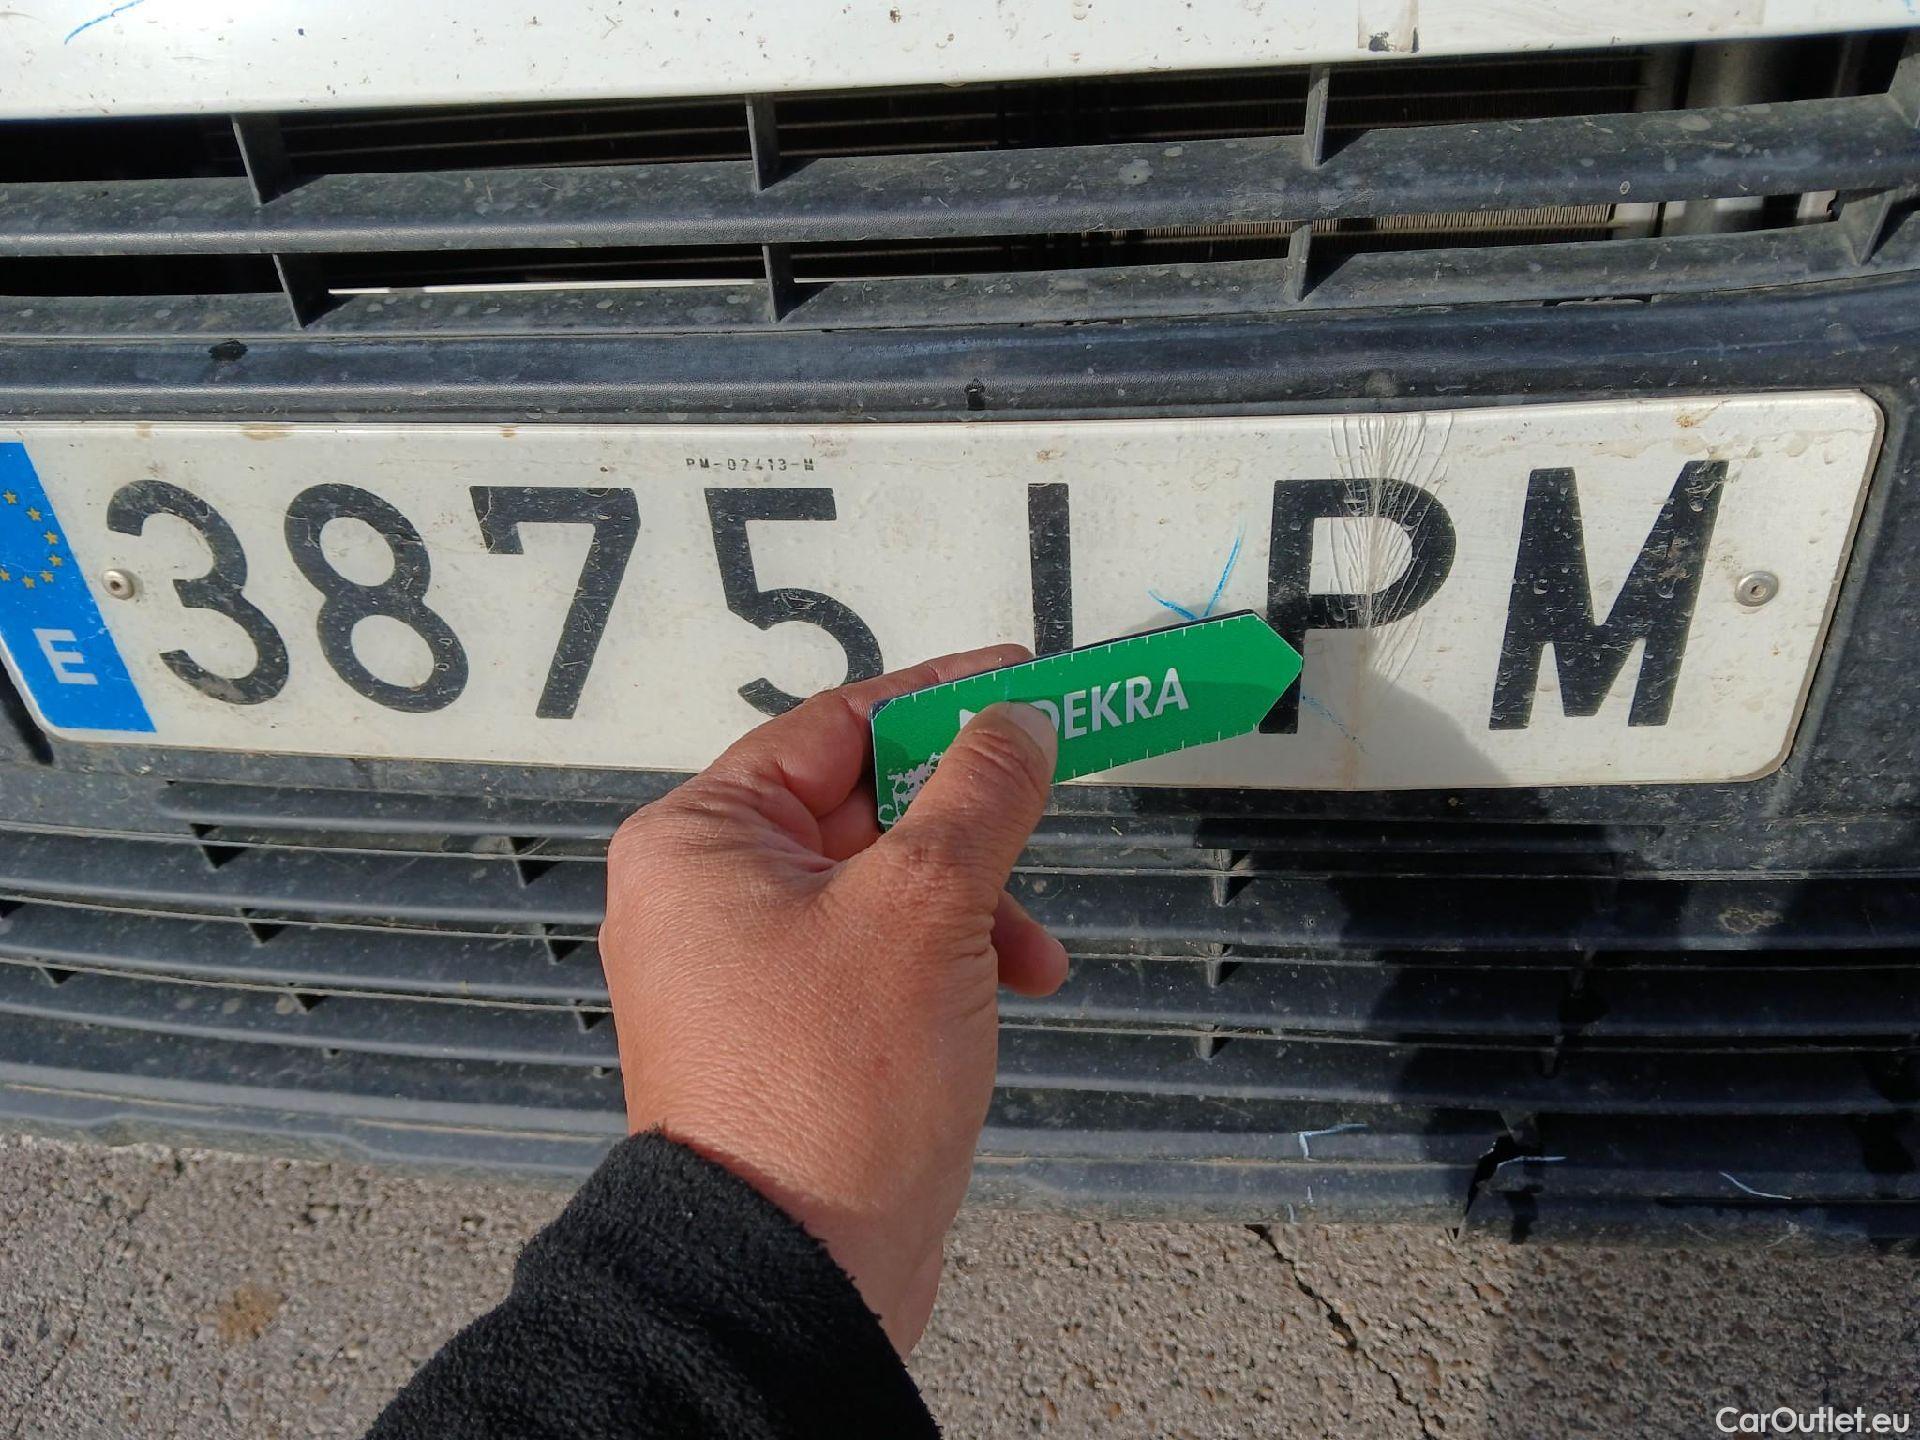 PM-02413-M
E 3875 LPM
DEKRA
CarOutlet.eu